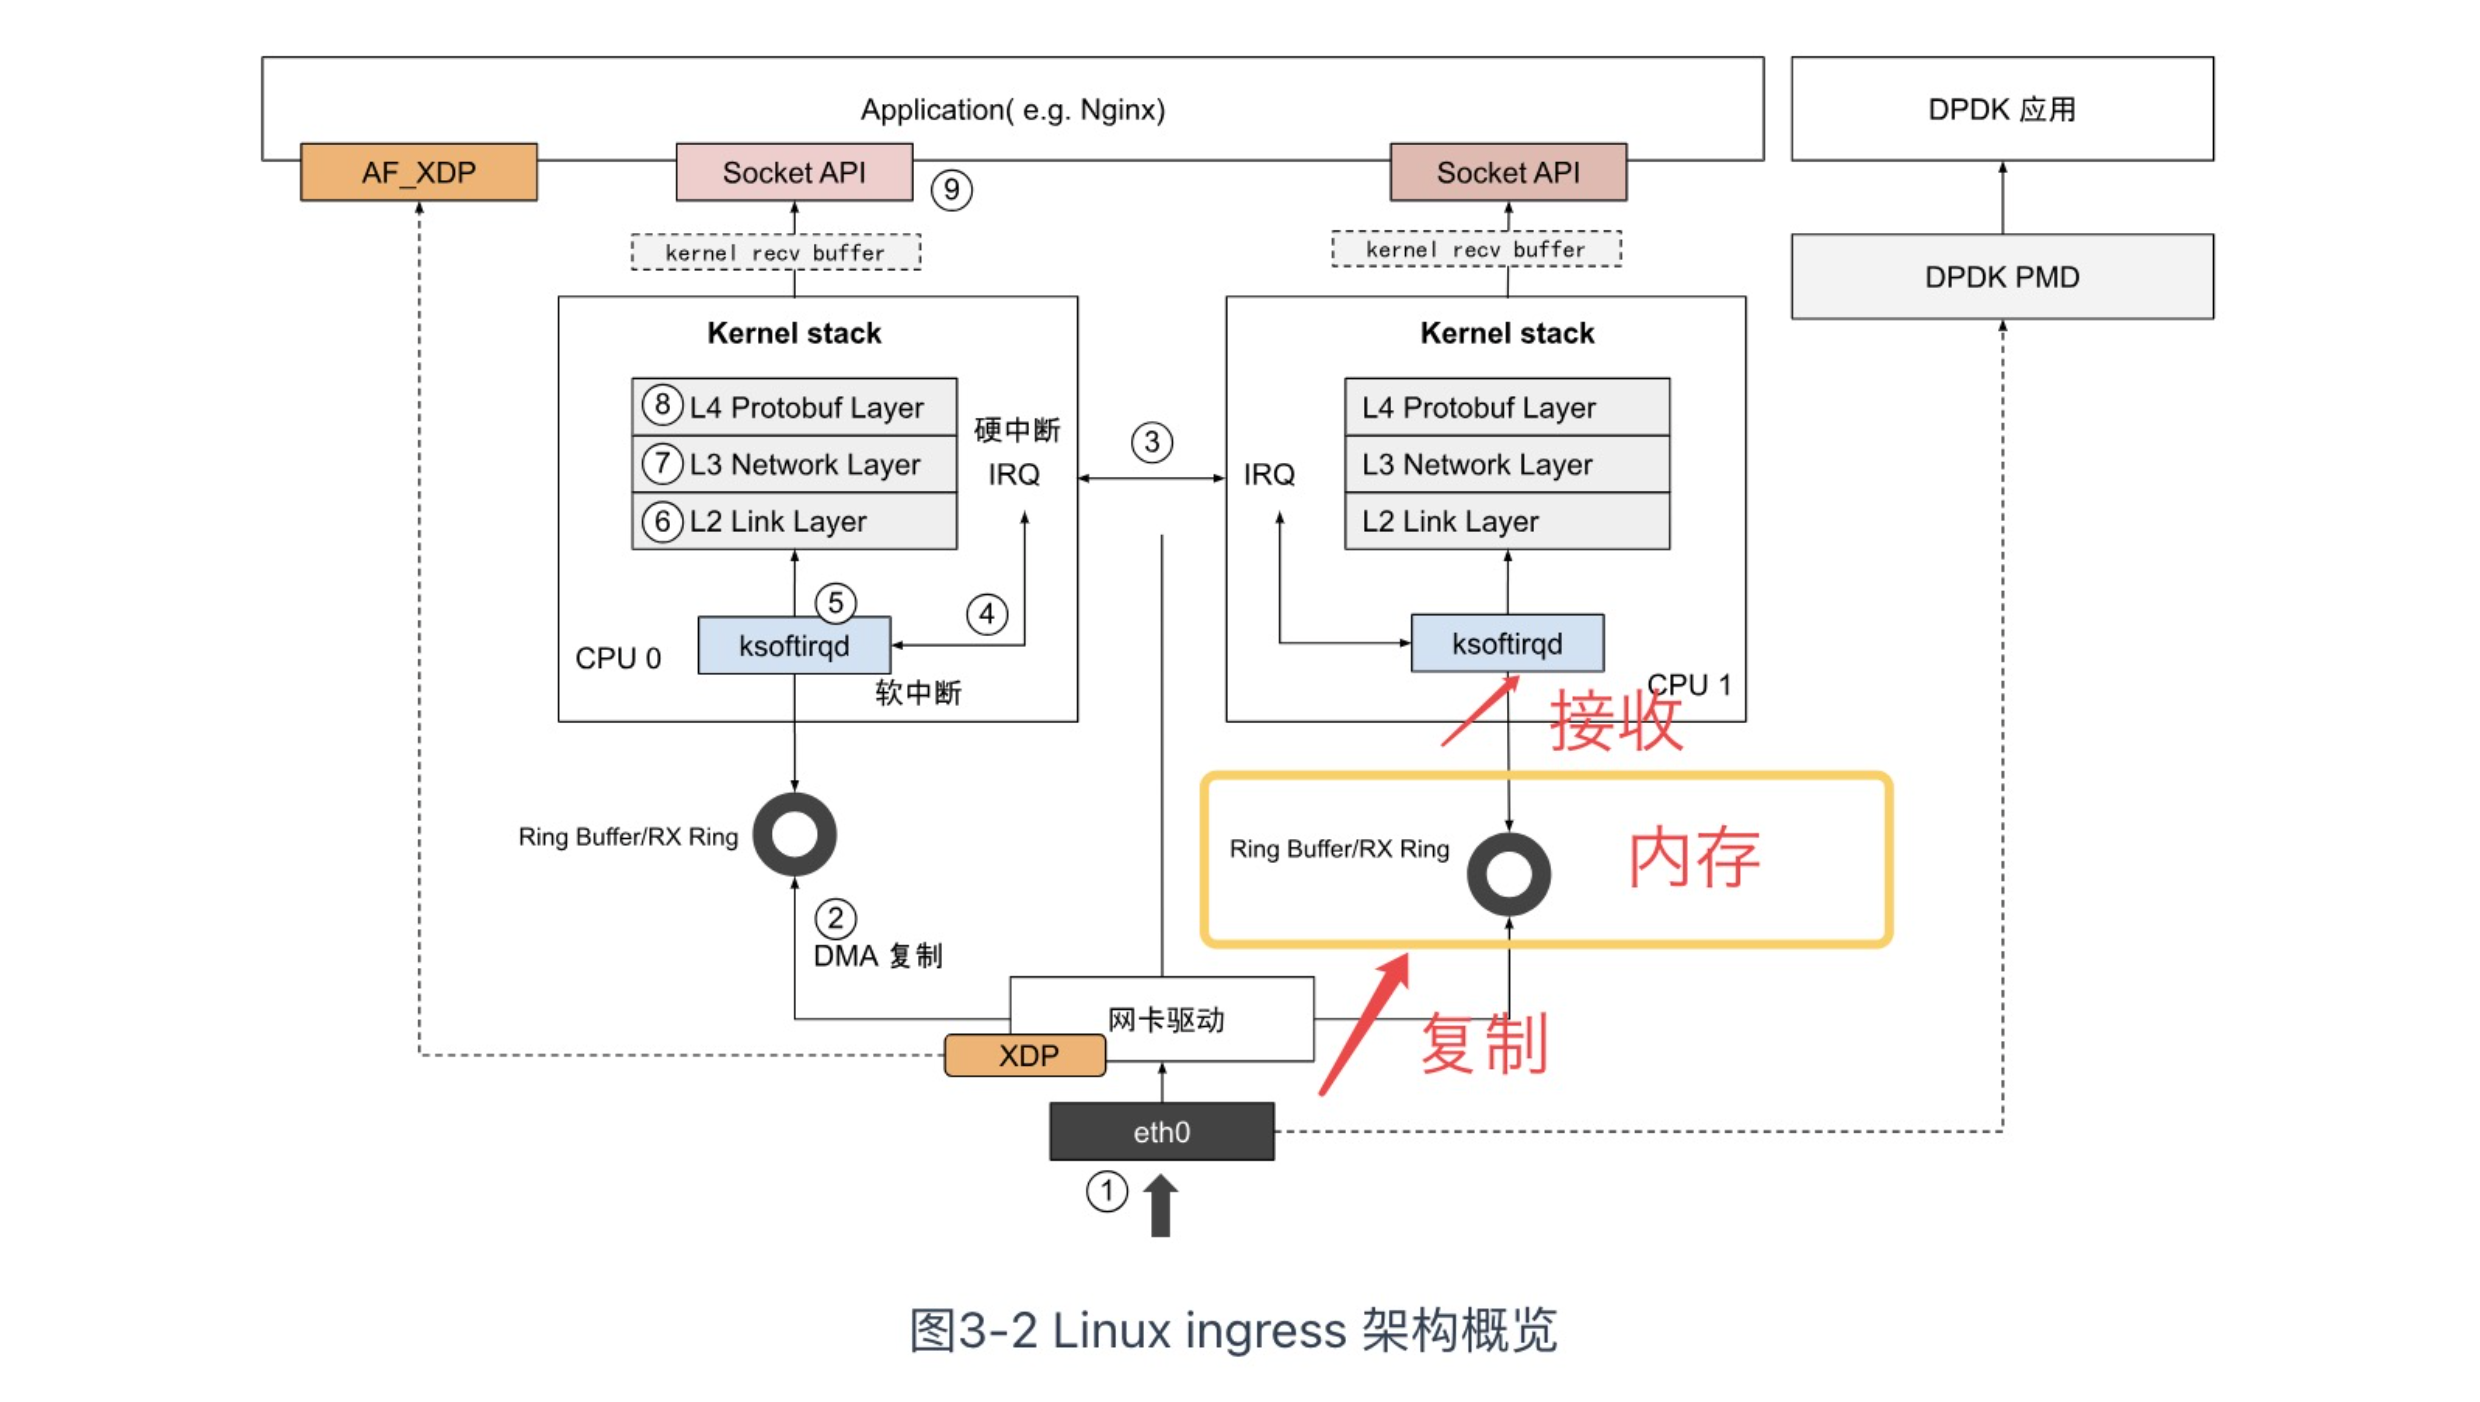 Application( e.g. Nginx)
DPDK 应用
AF_XDP
Socket API
⑨
Socket API
kernel recv buffer
kernel recv buffer
DPDK PMD
Kernel stack
Kernel stack
⑧ L4 Protobuf Layer
⑦ L3 Network Layer
⑥ L2 Link Layer
硬中断
IRQ
③
IRQ
L4 Protobuf Layer
L3 Network Layer
L2 Link Layer
⑤
④
ksoftirqd
CPU 0
软中断
ksoftirqd
CPU 1
接收
Ring Buffer/RX Ring
Ring Buffer/RX Ring
内存
②
DMA 复制
网卡驱动
XDP
复制
eth0
①
图3-2 Linux ingress 架构概览